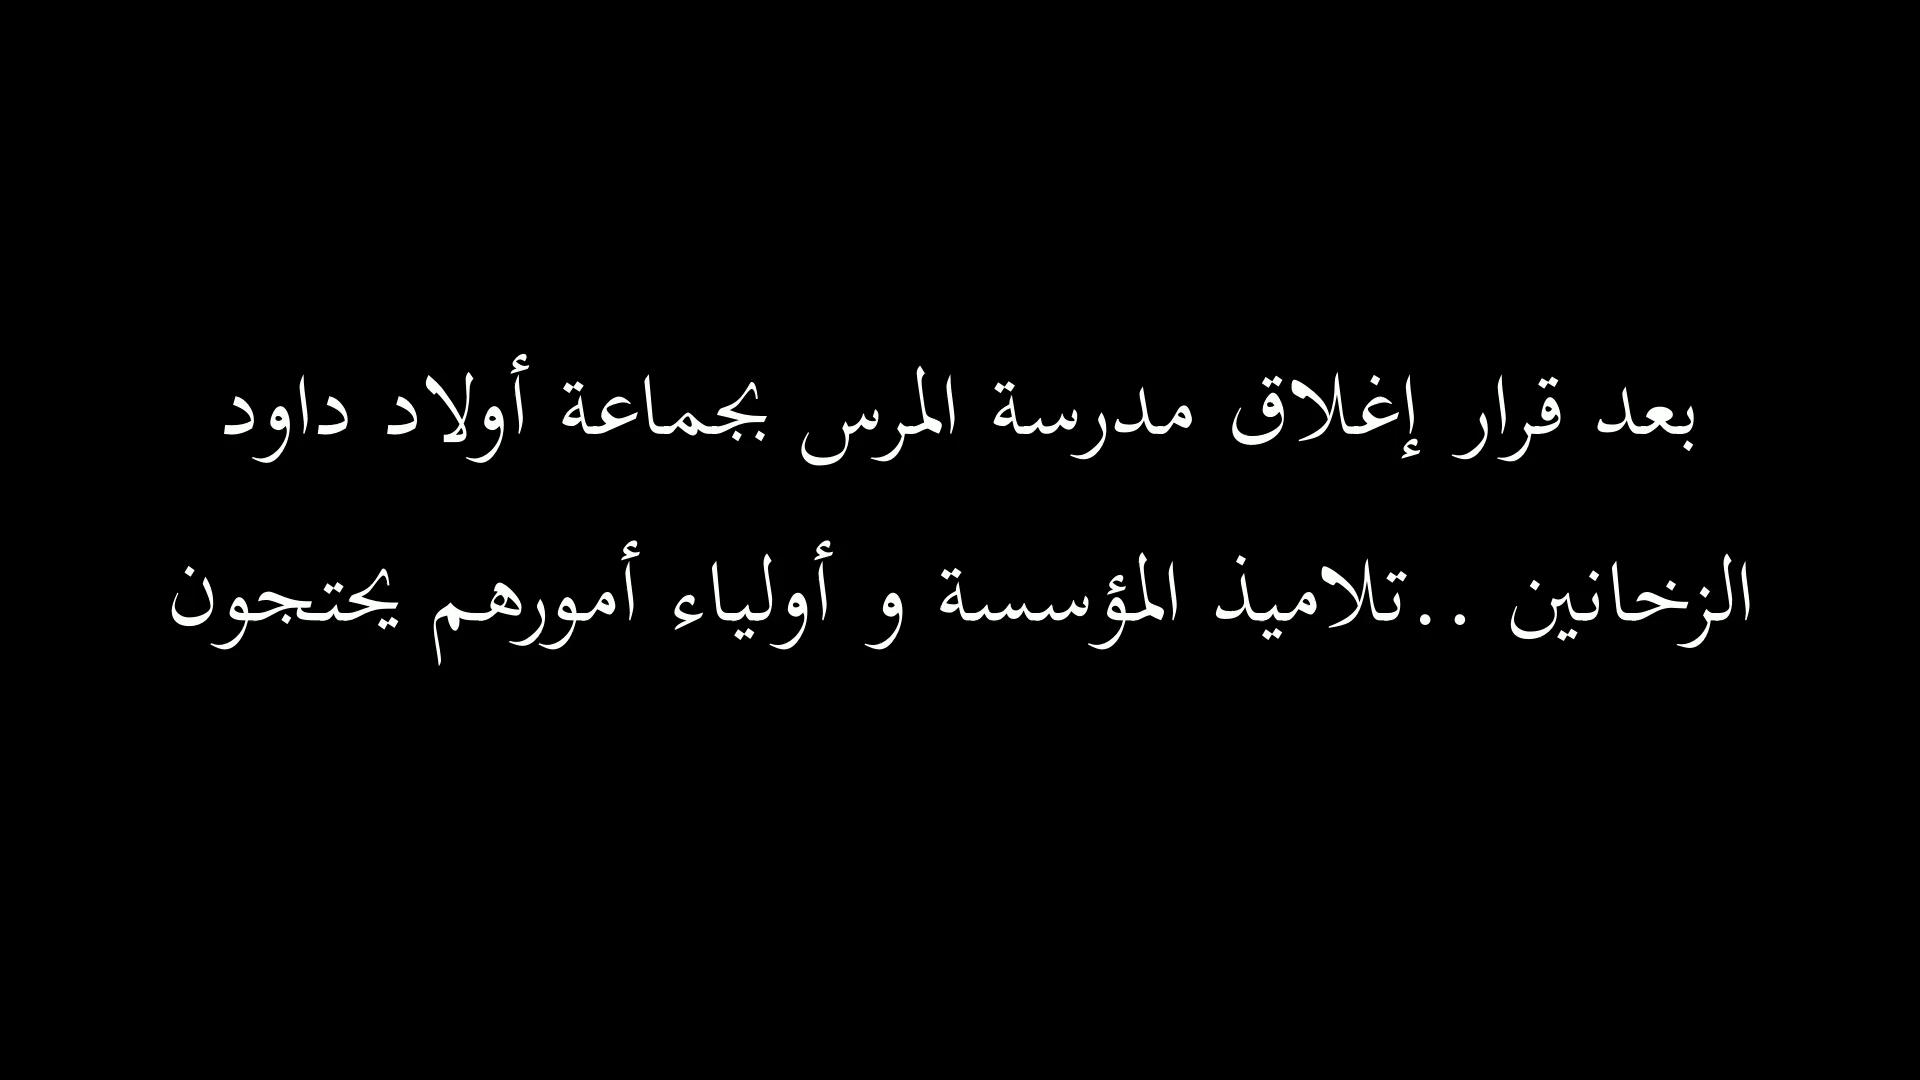 بعد قرار إغلاق مدرسة المرس بجماعة أولاد داود
الزخانين ..تلاميذ المؤسسة و أولياء أمورهم يحتجون